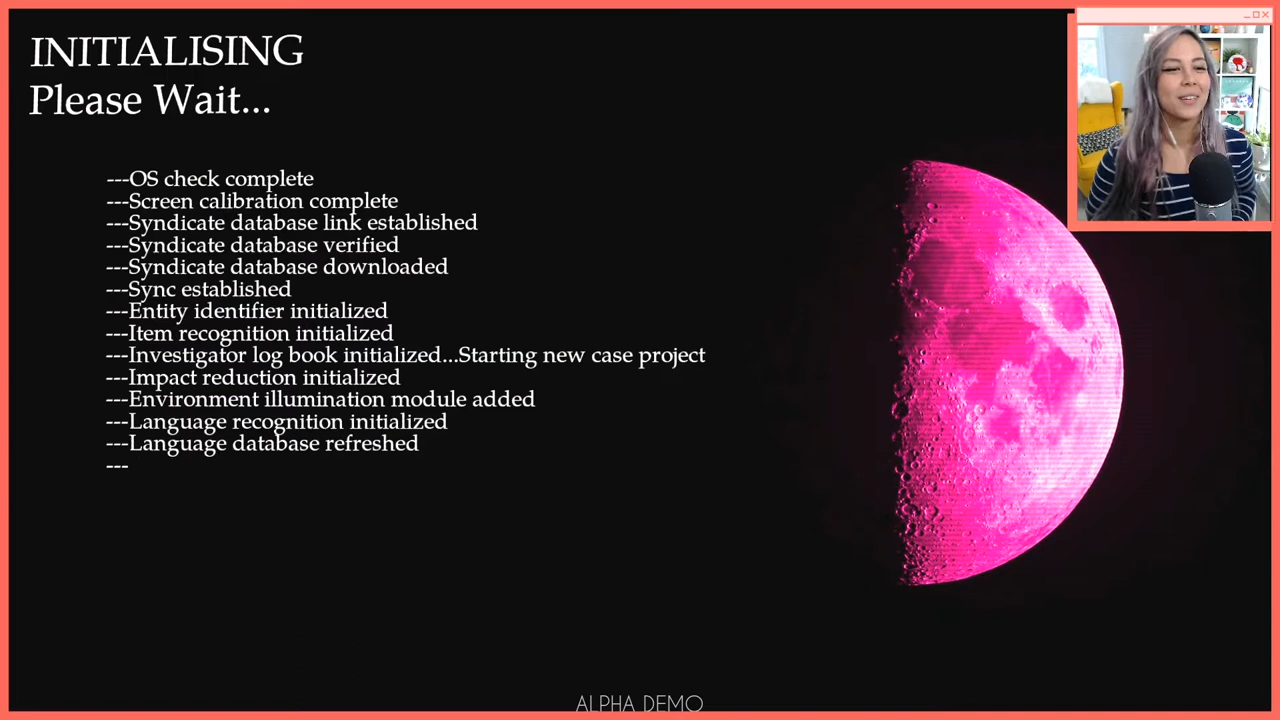 INITIALISING
Please Wait...
---OS check complete
---Screen calibration complete
---Syndicate database link established
---Syndicate database verified
---Syndicate database downloaded
---Sync established
---Entity identifier initialized
---Item recognition initialized
---Investigator log book initialized...Starting new case project
---Impact reduction initialized
---Environment illumination module added
---Language recognition initialized
---Language database refreshed
---
ALPHA DEMO